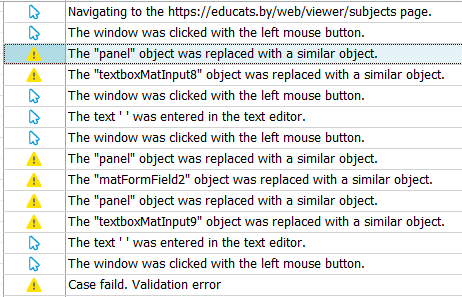 Navigating to the https://educats.by/web/viewer/subjects page.
The window was clicked with the left mouse button.
The "panel" object was replaced with a similar object.
The "textboxMatInput8" object was replaced with a similar object.
The window was clicked with the left mouse button.
The text ' ' was entered in the text editor.
The window was clicked with the left mouse button.
The "panel" object was replaced with a similar object.
The "matFormField2" object was replaced with a similar object.
The "panel" object was replaced with a similar object.
The "textboxMatInput9" object was replaced with a similar object.
The text ' ' was entered in the text editor.
The window was clicked with the left mouse button.
Case faild. Validation error